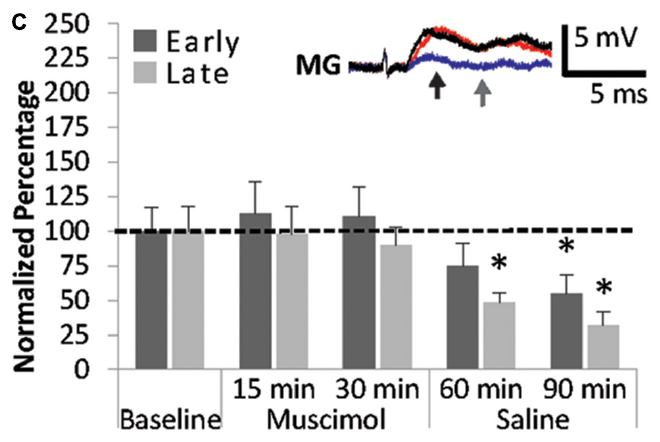 C
Normalized Percentage
250
225
200
175
150
125
100
75
50
25
0
Early
Late
MG
5 mV
5 ms
*
*
*
15 min 30 min 60 min 90 min
Baseline Muscimol Saline